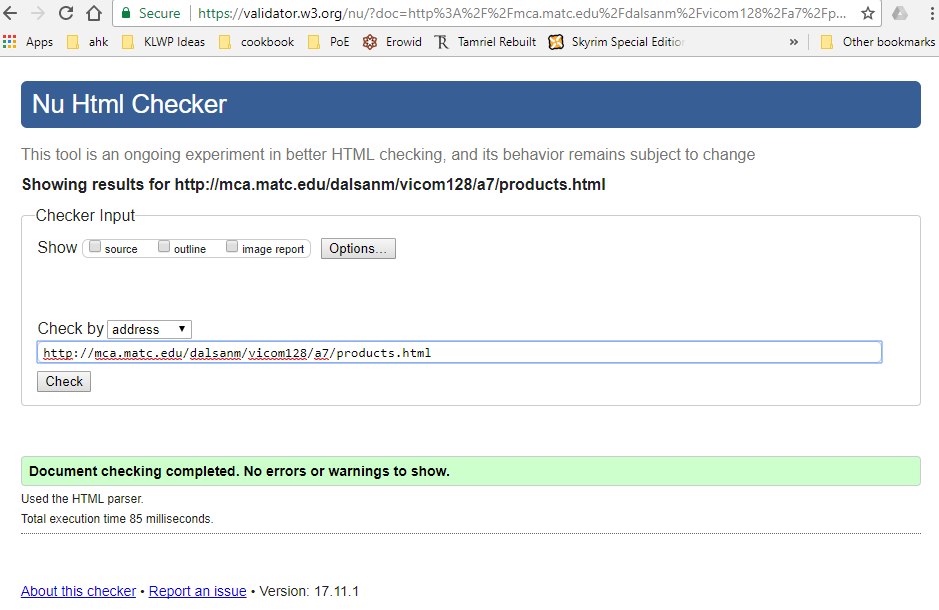 Secure https://validator.w3.org/nu/?doc=http%3A%2F%2Fmca.matc.edu%2Fdalsanm%2Fvicom128%2Fa7%2Fp...
Apps ahk KLWP Ideas cookbook PoE Erowid Tamriel Rebuilt Skyrim Special Edition » Other bookmarks
Nu Html Checker
This tool is an ongoing experiment in better HTML checking, and its behavior remains subject to change
Showing results for http://mca.matc.edu/dalsanm/vicom128/a7/products.html
Checker Input
Show source outline image report Options...
Check by address
http://mca.matc.edu/dalsanm/vicom128/a7/products.html
Check
Document checking completed. No errors or warnings to show.
Used the HTML parser.
Total execution time 85 milliseconds.
About this checker • Report an issue • Version: 17.11.1